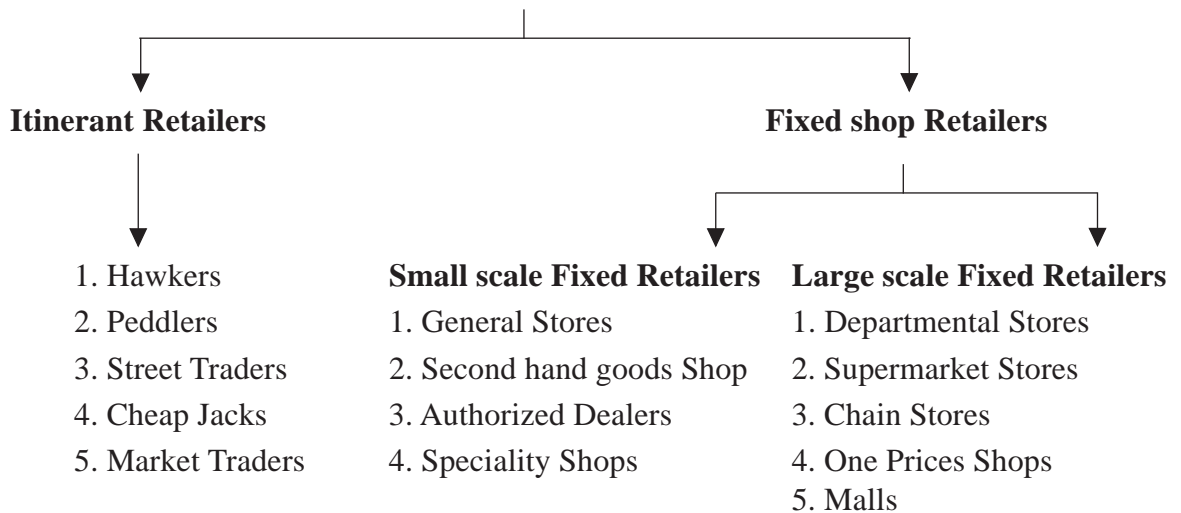 Itinerant Retailers
Fixed shop Retailers
1. Hawkers
2. Peddlers
3. Street Traders
4. Cheap Jacks
5. Market Traders
Small scale Fixed Retailers
1. General Stores
2. Second hand goods Shop
3. Authorized Dealers
4. Speciality Shops
Large scale Fixed Retailers
1. Departmental Stores
2. Supermarket Stores
3. Chain Stores
4. One Prices Shops
5. Malls